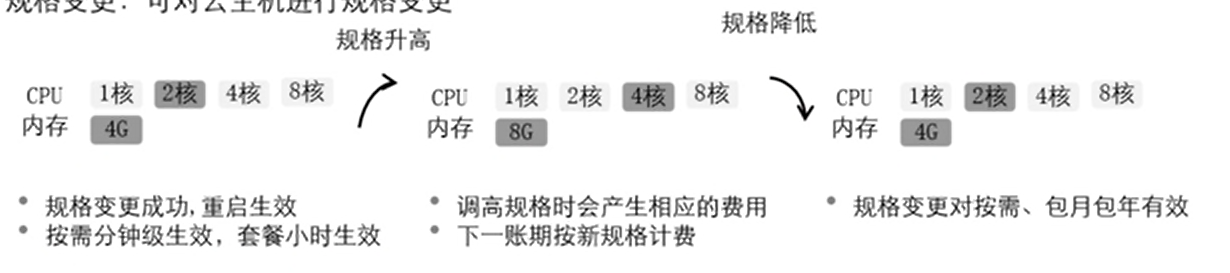 规格变更：可对云主机进行规格变更
规格升高
规格降低
CPU 1核 2核 4核 8核
内存 4G
CPU 1核 2核 4核 8核
内存 8G
CPU 1核 2核 4核 8核
内存 4G
• 规格变更成功,重启生效
• 按需分钟级生效，套餐小时生效
• 调高规格时会产生相应的费用
• 下一账期按新规格计费
• 规格变更对按需、包月包年有效